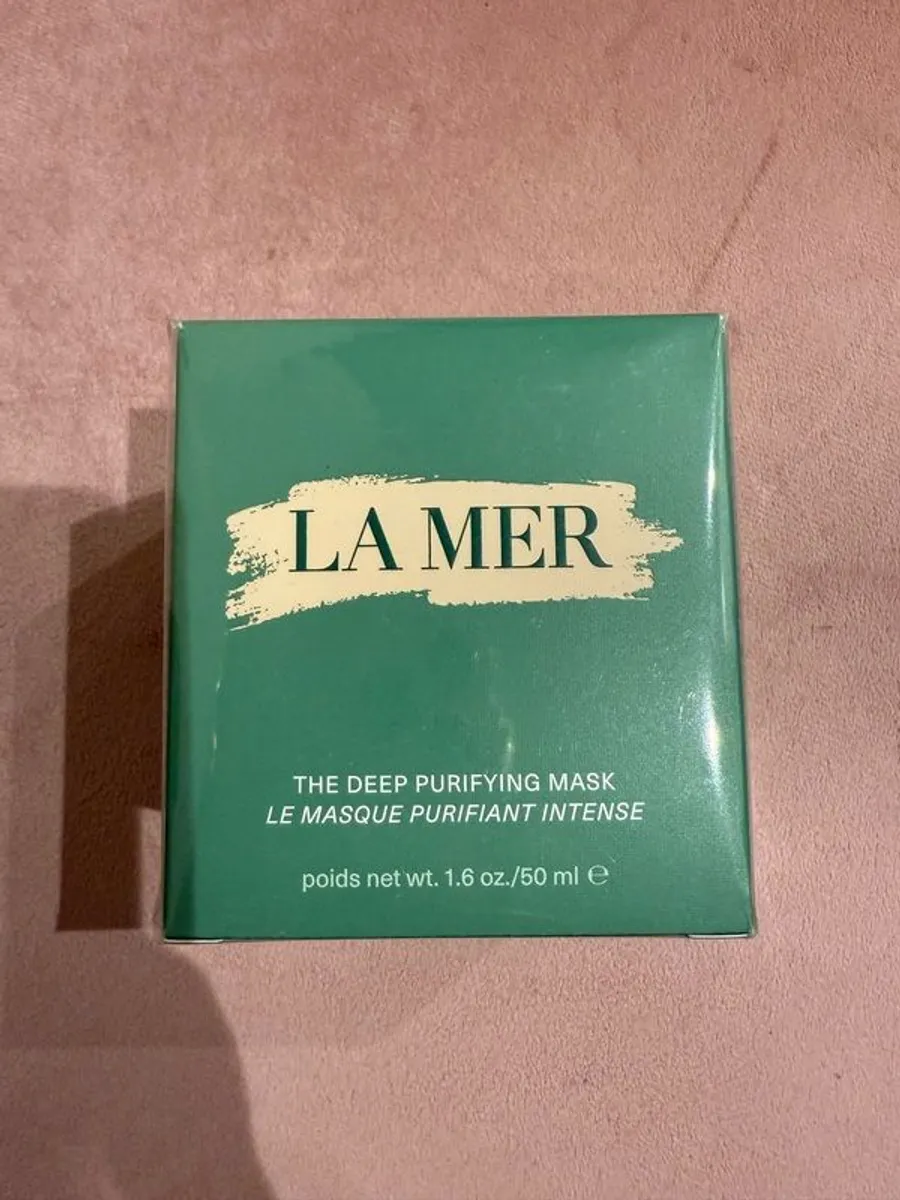 LA MER
THE DEEP PURIFYING MASK
LE MASQUE PURIFIANT INTENSE
poids net wt. 1.6 oz./50 ml ℮